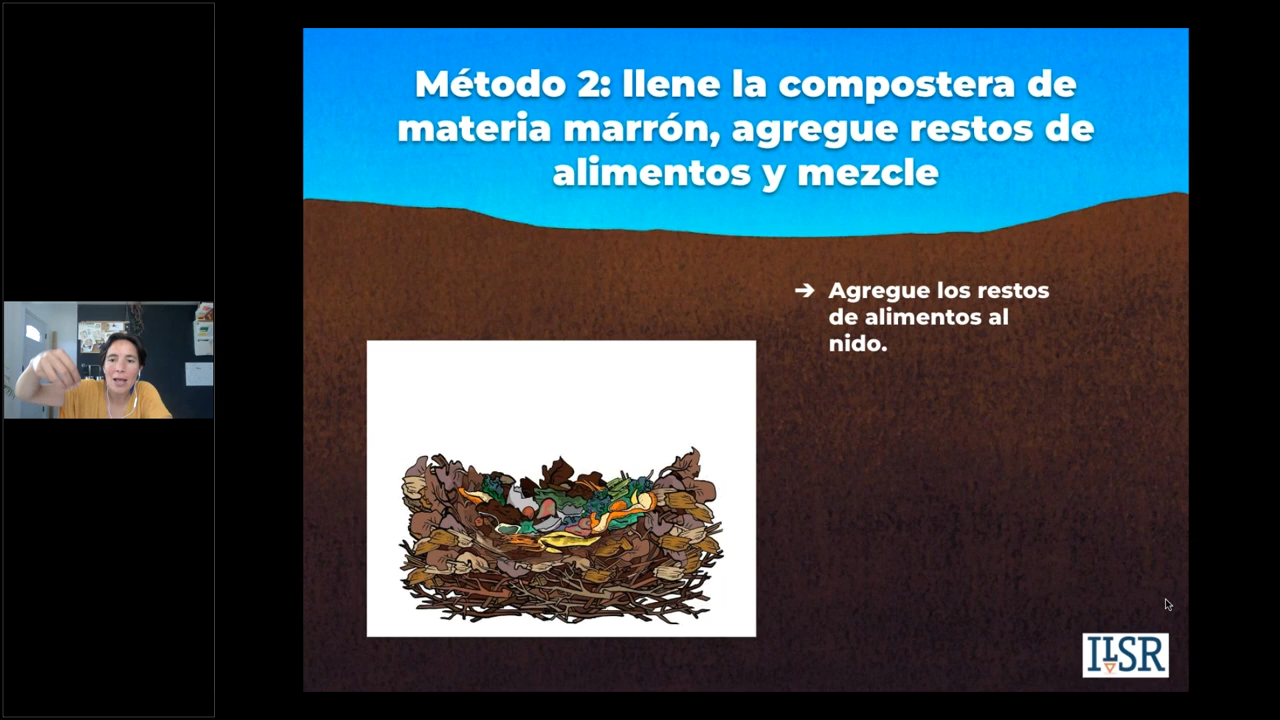 Método 2: llene la compostera de
materia marrón, agregue restos de
alimentos y mezcle
➔ Agregue los restos
de alimentos al
nido.
ILSR